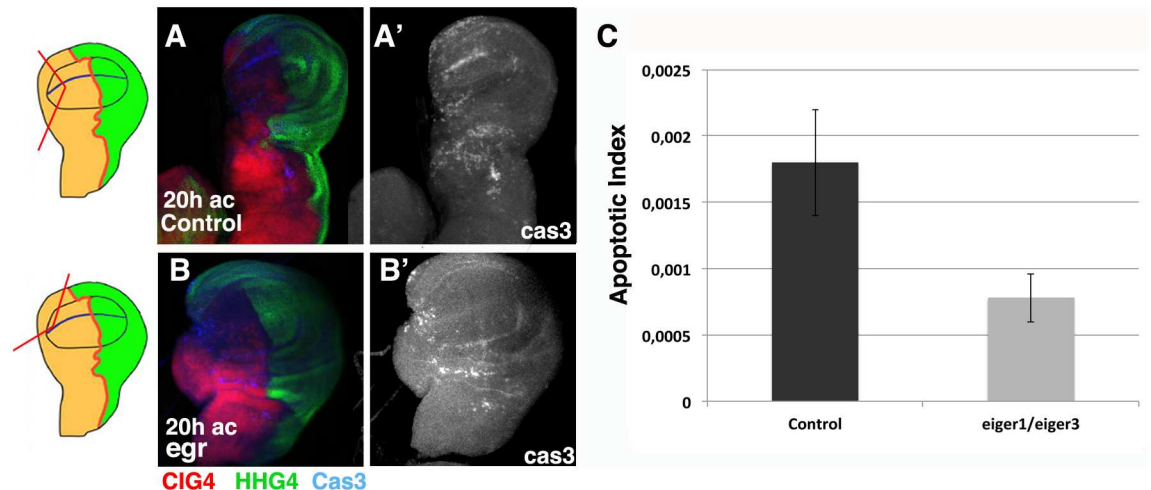 A
20h ac
Control
A'
cas3
B
20h ac
egr
B'
cas3
CIG4 HHG4 Cas3
C
Apoptotic Index
0,0025
0,002
0,0015
0,001
0,0005
0
Control eiger1/eiger3